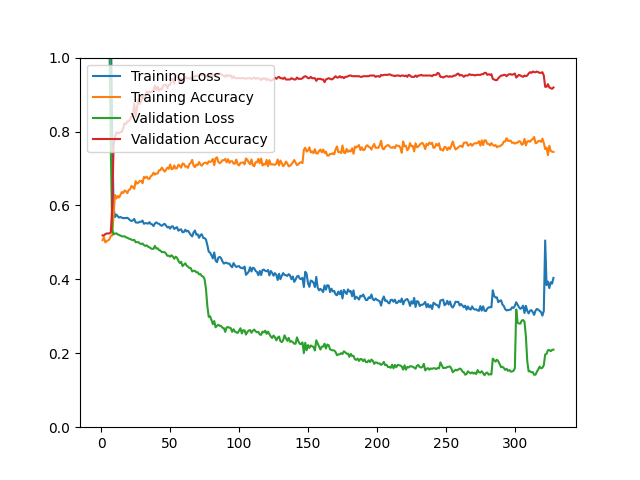 Training Loss
Training Accuracy
Validation Loss
Validation Accuracy
1.0
0.8
0.6
0.4
0.2
0.0
0 50 100 150 200 250 300